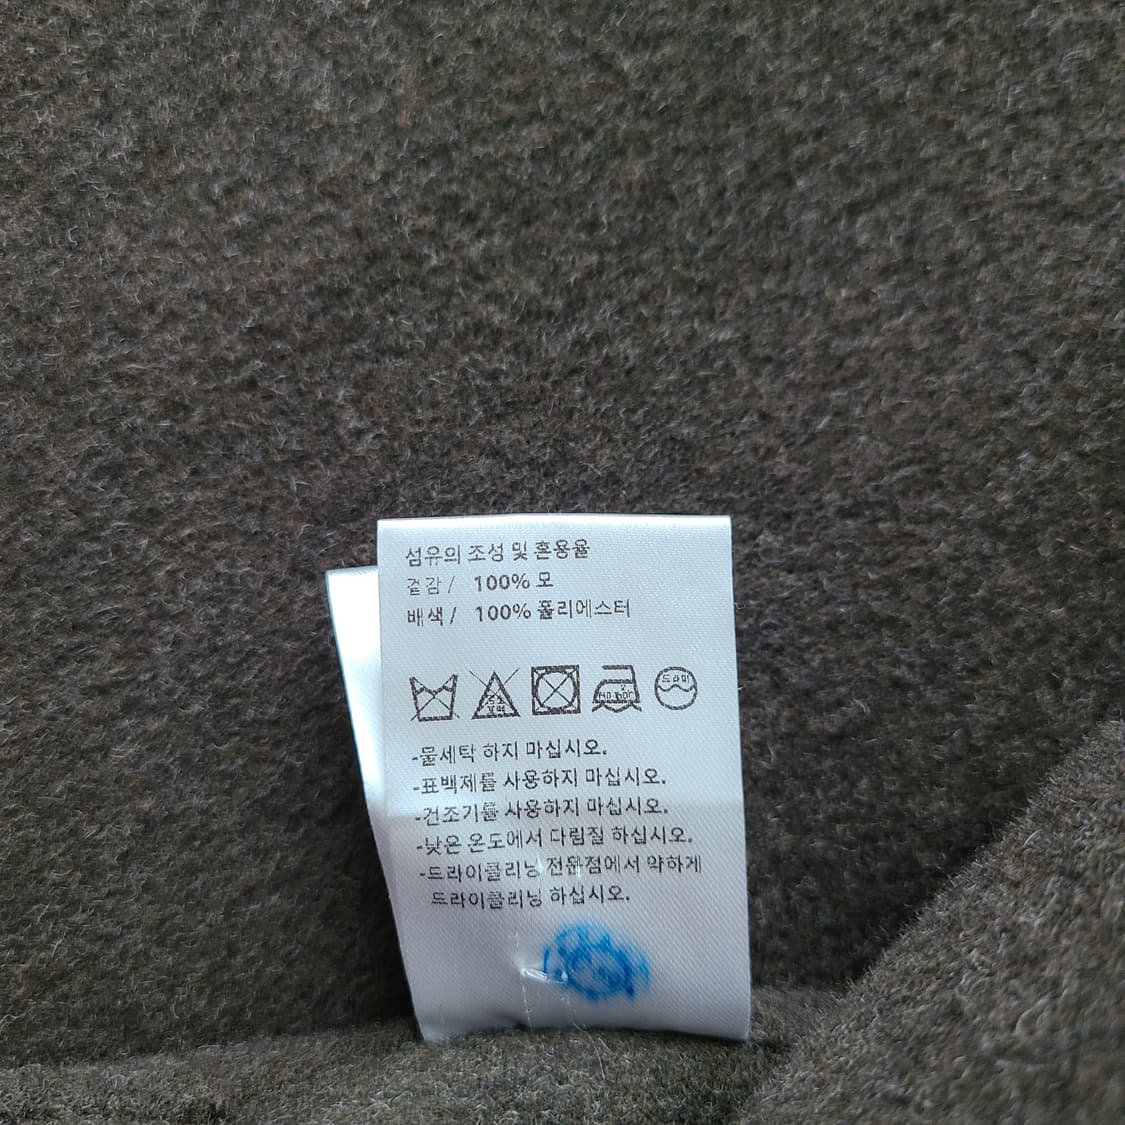 섬유의 조성 및 혼용율
겉감 / 100% 모
배색 / 100% 폴리에스터
드라이
-물세탁 하지 마십시오.
-표백제를 사용하지 마십시오.
-건조기를 사용하지 마십시오.
-낮은 온도에서 다림질 하십시오.
-드라이클리닝 전문점에서 약하게
드라이클리닝 하십시오.